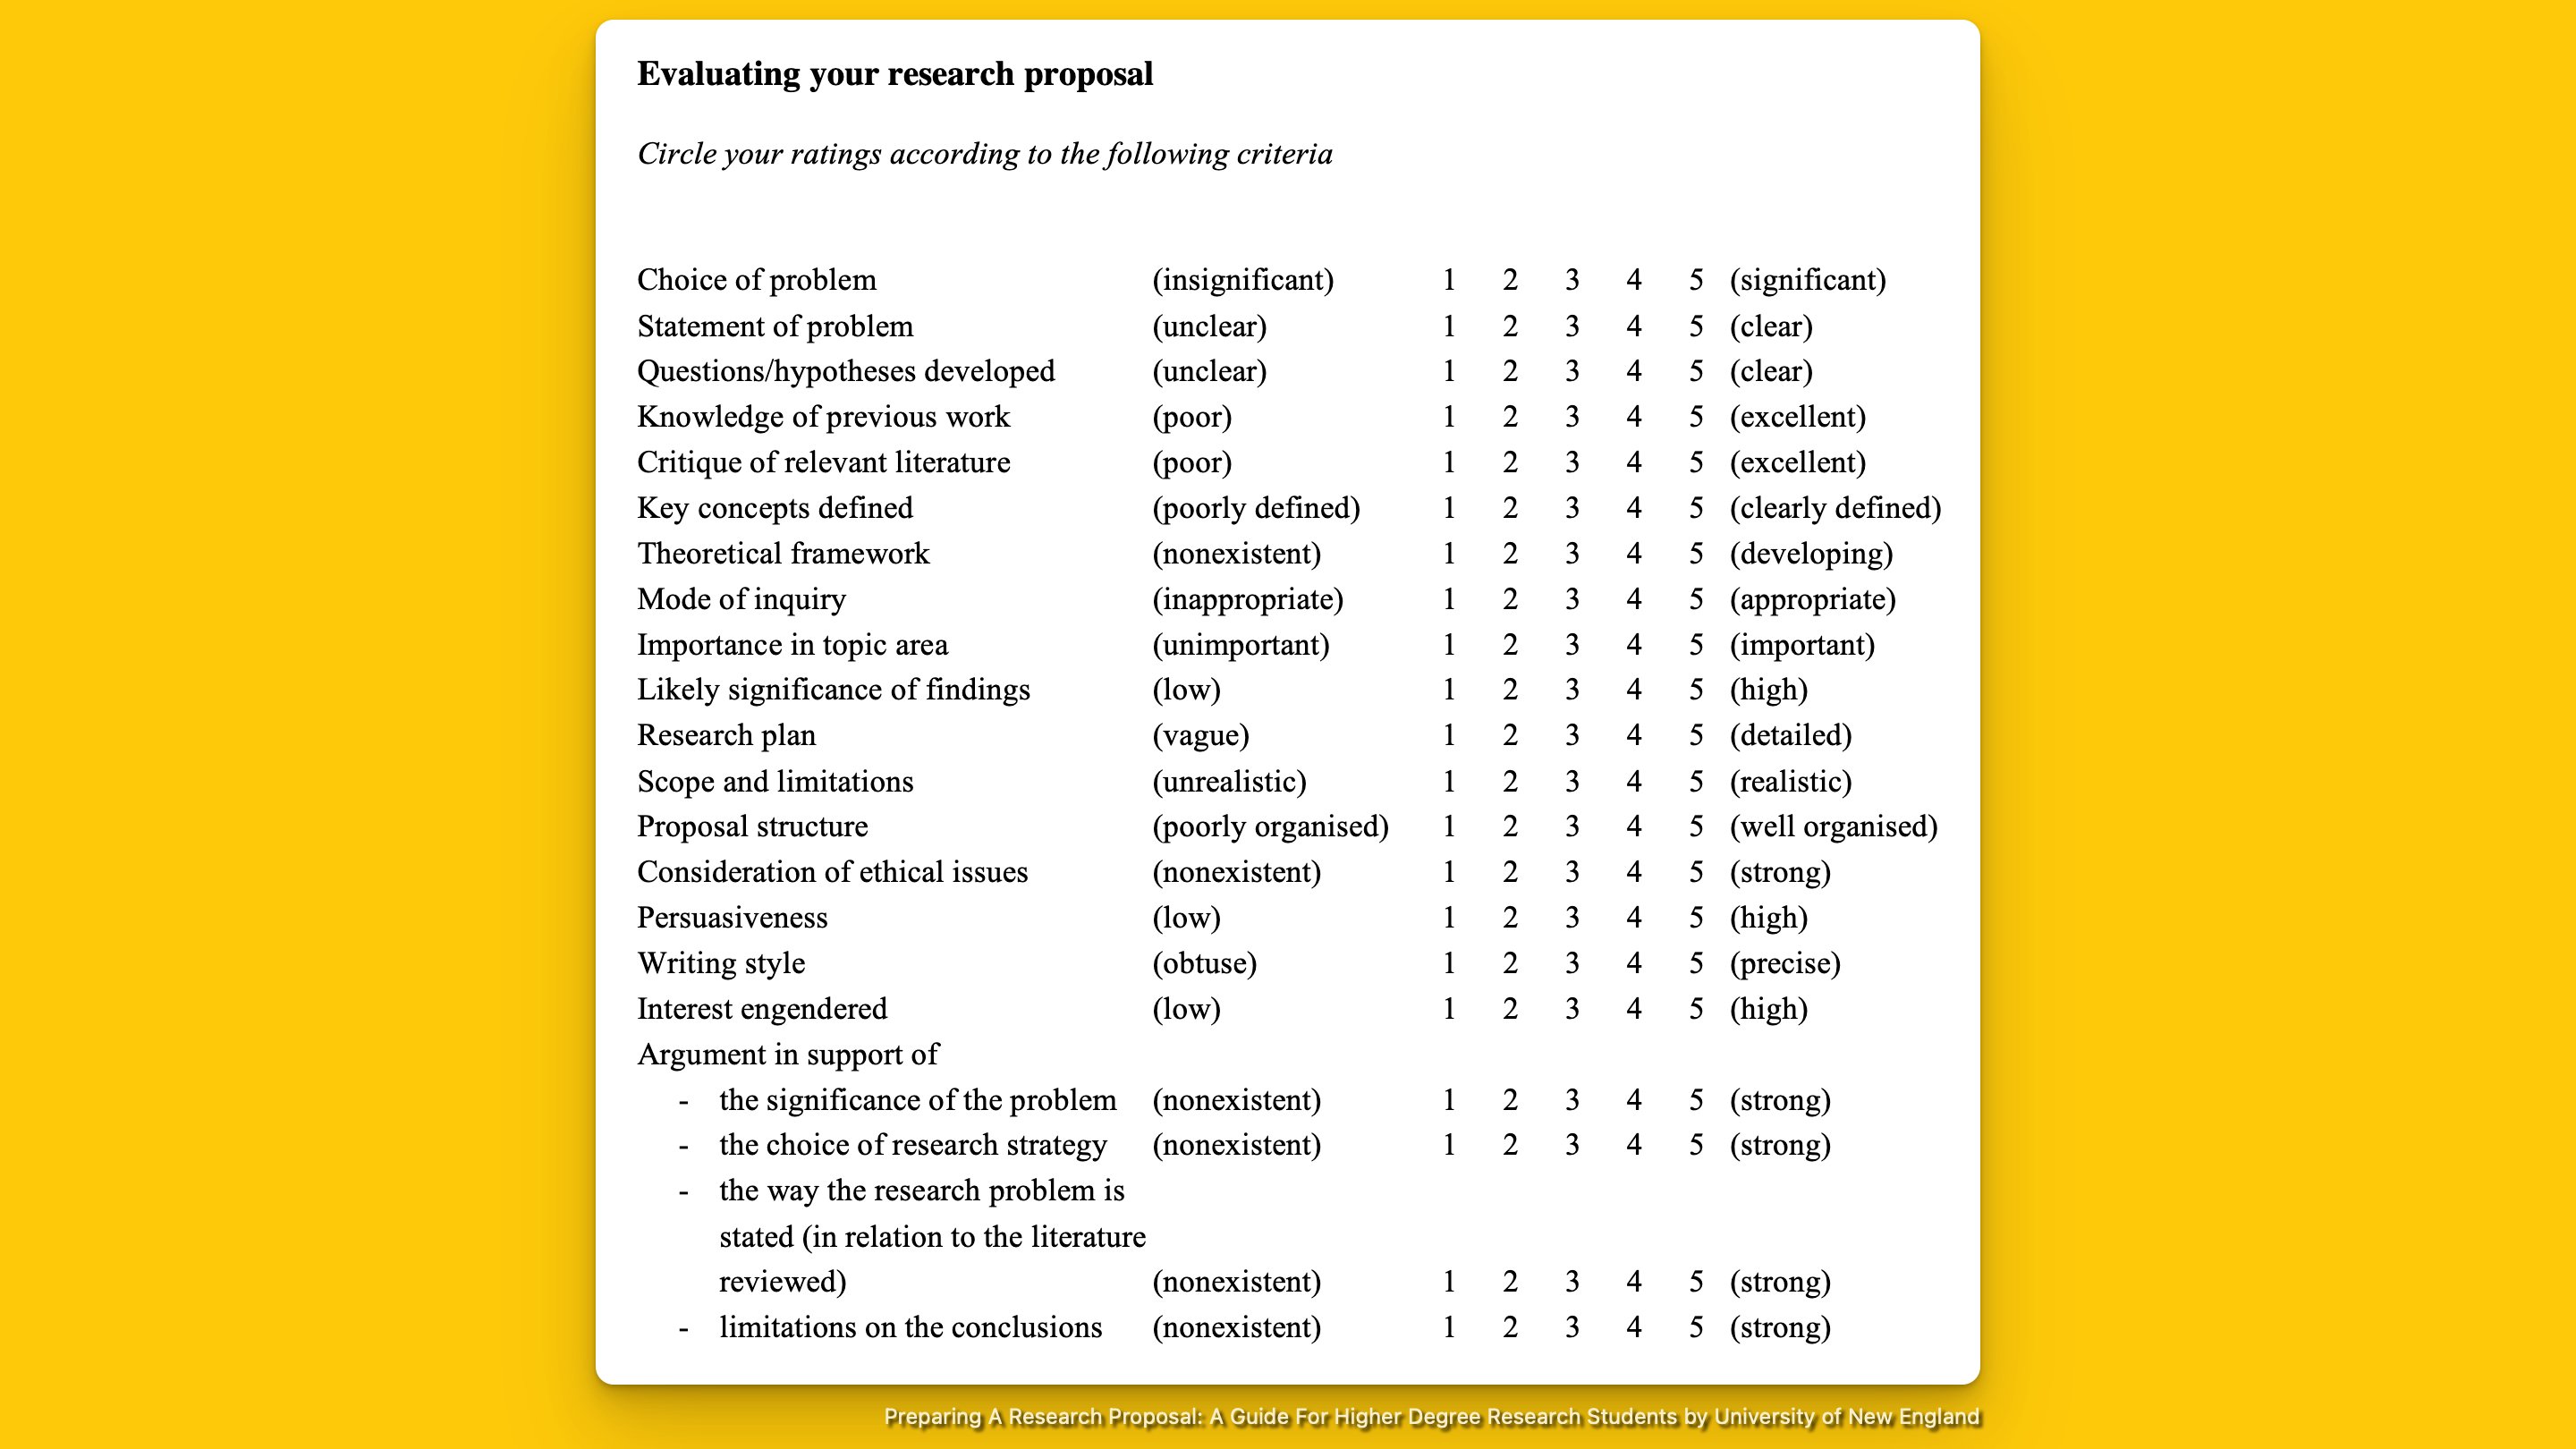 Evaluating your research proposal
Circle your ratings according to the following criteria
Choice of problem (insignificant) 1 2 3 4 5 (significant)
Statement of problem (unclear) 1 2 3 4 5 (clear)
Questions/hypotheses developed (unclear) 1 2 3 4 5 (clear)
Knowledge of previous work (poor) 1 2 3 4 5 (excellent)
Critique of relevant literature (poor) 1 2 3 4 5 (excellent)
Key concepts defined (poorly defined) 1 2 3 4 5 (clearly defined)
Theoretical framework (nonexistent) 1 2 3 4 5 (developing)
Mode of inquiry (inappropriate) 1 2 3 4 5 (appropriate)
Importance in topic area (unimportant) 1 2 3 4 5 (important)
Likely significance of findings (low) 1 2 3 4 5 (high)
Research plan (vague) 1 2 3 4 5 (detailed)
Scope and limitations (unrealistic) 1 2 3 4 5 (realistic)
Proposal structure (poorly organised) 1 2 3 4 5 (well organised)
Consideration of ethical issues (nonexistent) 1 2 3 4 5 (strong)
Persuasiveness (low) 1 2 3 4 5 (high)
Writing style (obtuse) 1 2 3 4 5 (precise)
Interest engendered (low) 1 2 3 4 5 (high)
Argument in support of
- the significance of the problem (nonexistent) 1 2 3 4 5 (strong)
- the choice of research strategy (nonexistent) 1 2 3 4 5 (strong)
- the way the research problem is
stated (in relation to the literature
reviewed) (nonexistent) 1 2 3 4 5 (strong)
- limitations on the conclusions (nonexistent) 1 2 3 4 5 (strong)
Preparing A Research Proposal: A Guide For Higher Degree Research Students by University of New England